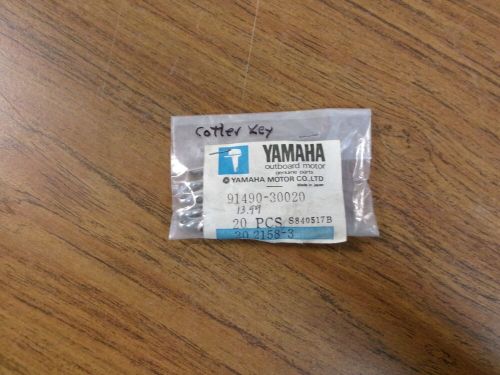 cotter Key
YAMAHA
outboard motor
genuine parts
YAMAHA MOTOR CO., LTD
Made in Japan
91490-30020
13.99
20 PCS S840517B
30 2158-3